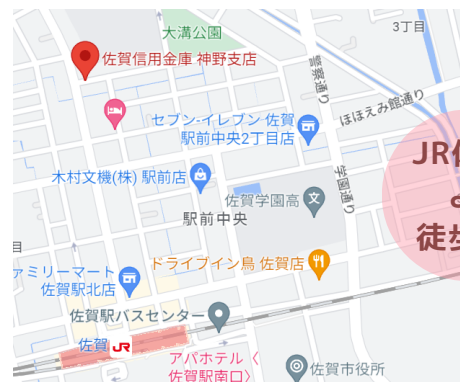 大溝公園
3丁目
佐賀信用金庫 神野支店
警察通り
ほほえみ館通り
セブン-イレブン 佐賀
駅前中央2丁目店
JR佐
木村文機(株) 駅前店
学園通り
佐賀学園高
文
駅前中央
徒歩
目
ドライブイン鳥 佐賀店
ァミリーマート
佐賀駅北店
佐賀駅バスセンター
佐賀 JR
アパホテル〈
佐賀駅南口〉
佐賀市役所